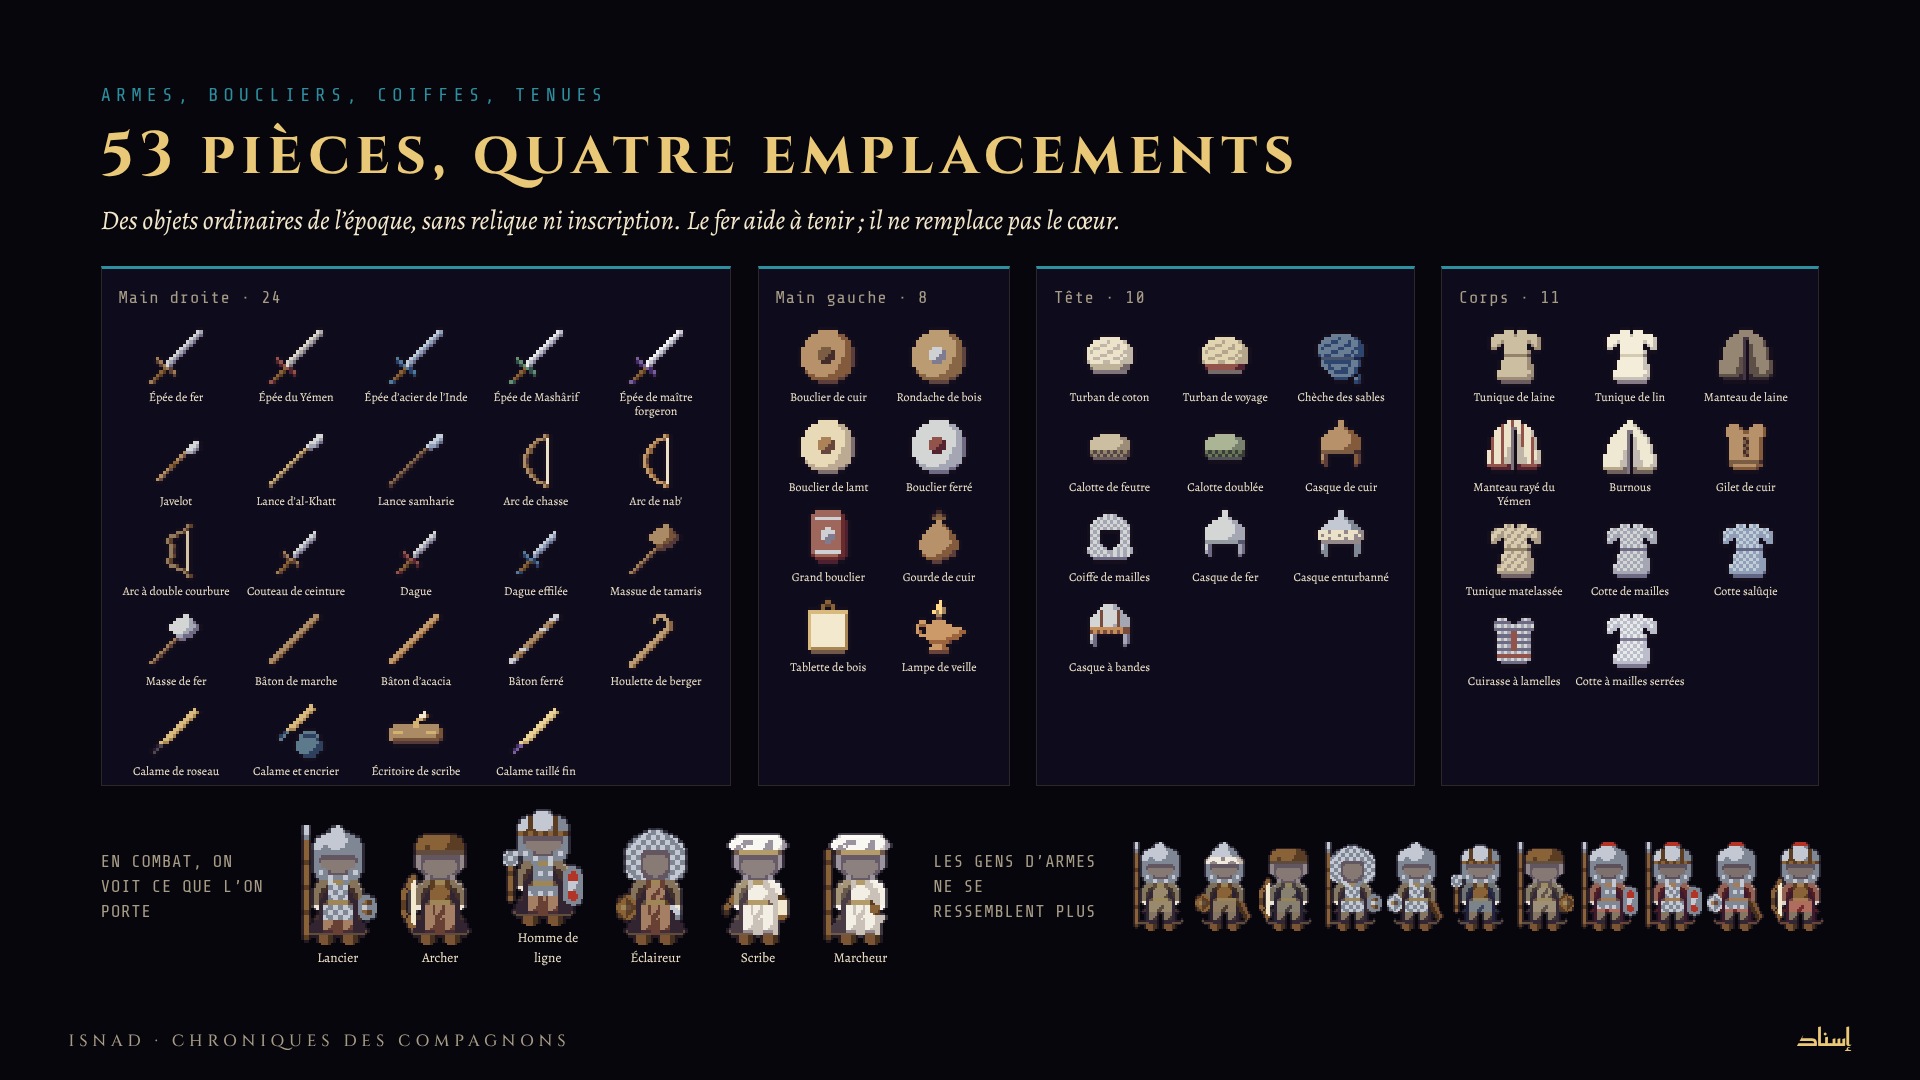 ARMES, BOUCLIERS, COIFFES, TENUES
53 PIÈCES, QUATRE EMPLACEMENTS
Des objets ordinaires de l'époque, sans relique ni inscription. Le fer aide à tenir ; il ne remplace pas le cœur.
Main droite · 24
Épée de fer
Épée du Yémen
Épée d'acier de l'Inde
Épée de Mashârif
Épée de maître
forgeron
Javelot
Lance d'al-Khatt
Lance samharie
Arc de chasse
Arc de nab'
Arc à double courbure
Couteau de ceinture
Dague
Dague effilée
Massue de tamaris
Masse de fer
Bâton de marche
Bâton d'acacia
Bâton ferré
Houlette de berger
Calame de roseau
Calame et encrier
Écritoire de scribe
Calame taillé fin
Main gauche · 8
Bouclier de cuir
Rondache de bois
Bouclier de lamt
Bouclier ferré
Grand bouclier
Gourde de cuir
Tablette de bois
Lampe de veille
Tête · 10
Turban de coton
Turban de voyage
Chèche des sables
Calotte de feutre
Calotte doublée
Casque de cuir
Coiffe de mailles
Casque de fer
Casque enturbanné
Casque à bandes
Corps · 11
Tunique de laine
Tunique de lin
Manteau de laine
Manteau rayé du
Yémen
Burnous
Gilet de cuir
Tunique matelassée
Cotte de mailles
Cotte salûqie
Cuirasse à lamelles
Cotte à mailles serrées
EN COMBAT, ON
VOIT CE QUE L'ON
PORTE
Lancier
Archer
Homme de
ligne
Éclaireur
Scribe
Marcheur
LES GENS D'ARMES
NE SE
RESSEMBLENT PLUS
ISNAD · CHRONIQUES DES COMPAGNONS
إسناد